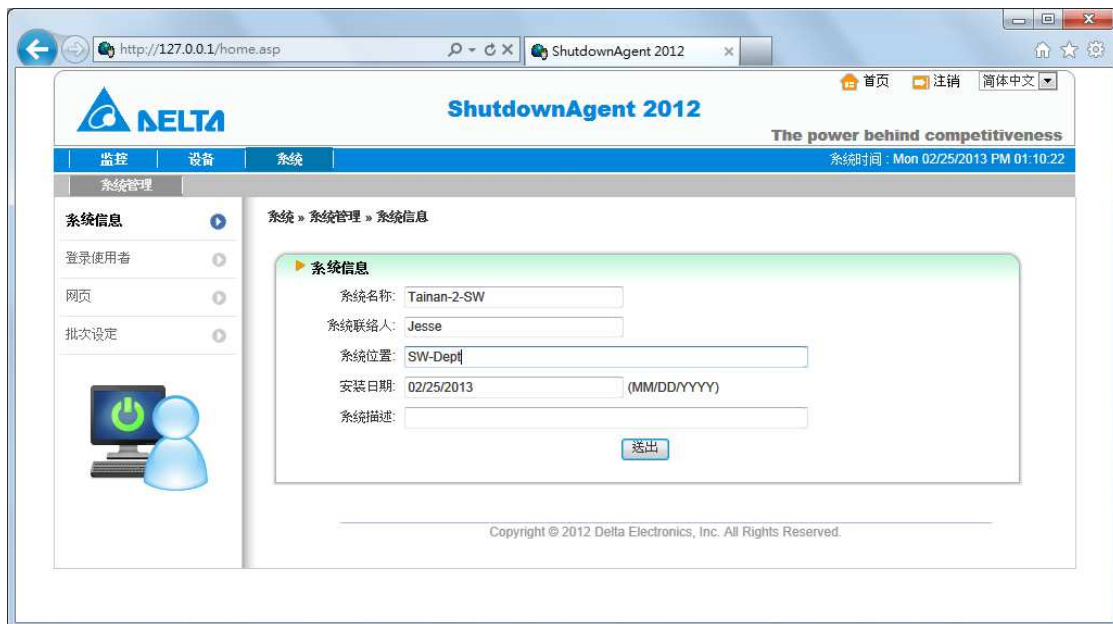 http://127.0.0.1/home.asp
ShutdownAgent 2012
首页 注销 简体中文
DELTA
ShutdownAgent 2012
The power behind competitiveness
监控 设备 系统
系统时间 : Mon 02/25/2013 PM 01:10:22
系统管理
系统信息
登录使用者
网页
批次设定
系统 » 系统管理 » 系统信息
系统信息
系统名称: Tainan-2-SW
系统联络人: Jesse
系统位置: SW-Dept
安装日期: 02/25/2013 (MM/DD/YYYY)
系统描述:
送出
Copyright © 2012 Delta Electronics, Inc. All Rights Reserved.